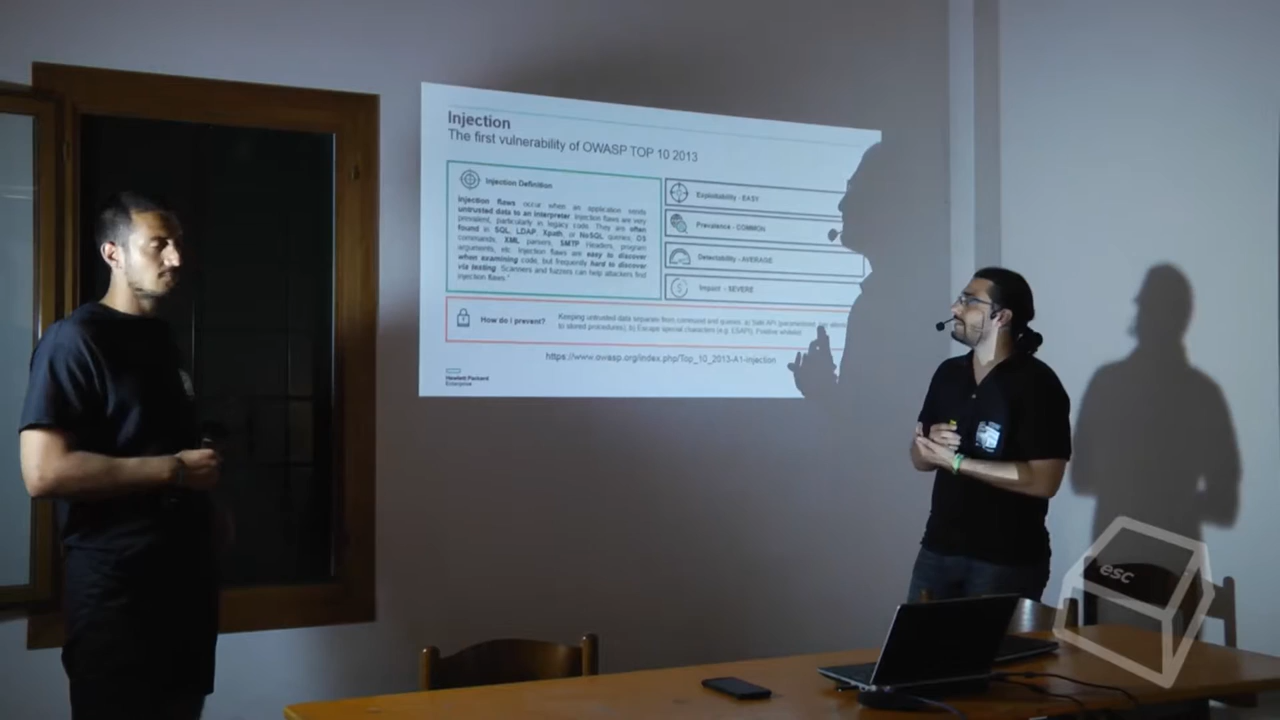 Injection
The first vulnerability of OWASP TOP 10 2013
Injection Definition
Injection flaws occur when an application sends
untrusted data to an interpreter. Injection flaws are very
prevalent, particularly in legacy code. They are often
found in SQL, LDAP, Xpath, or NoSQL queries; OS
commands; XML parsers, SMTP Headers, program
arguments, etc. Injection flaws are easy to discover
when examining code, but frequently hard to discover
via testing. Scanners and fuzzers can help attackers find
injection flaws."
Exploitability - EASY
Prevalence - COMMON
Detectability - AVERAGE
Impact - SEVERE
How do I prevent?
Keeping untrusted data separate from command and queries. a) Safe API (parameterized
to stored procedures), b) Escape special characters (e.g. ESAPI), Positive whitelist
https://www.owasp.org/index.php/Top_10_2013-A1-Injection
Hewlett Packard
Enterprise
esc